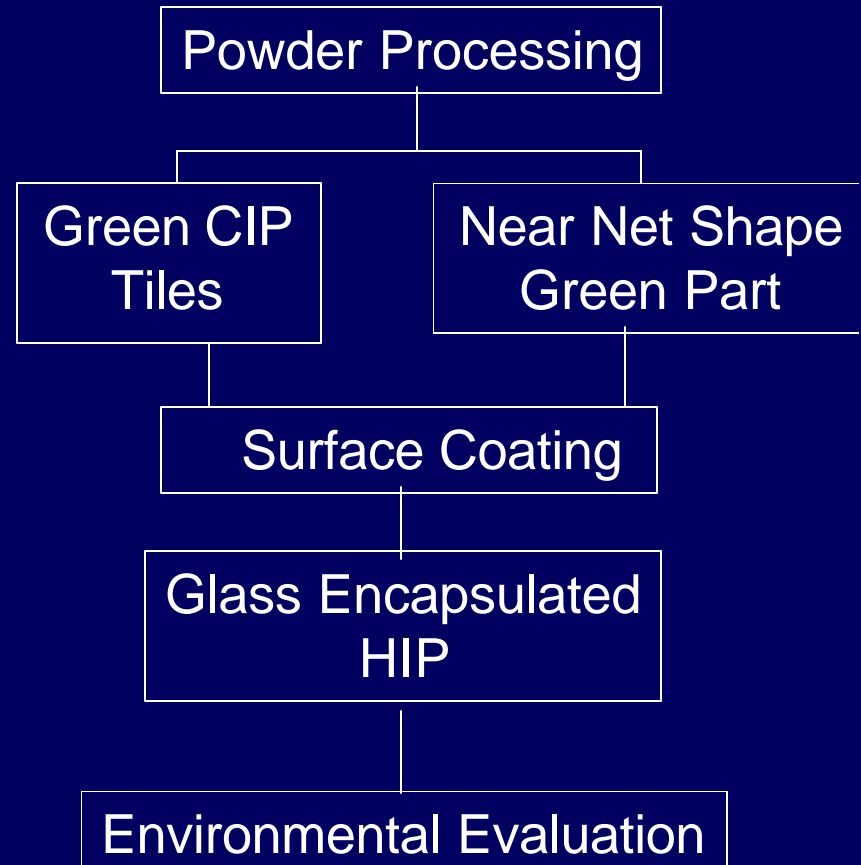 Powder Processing
Green CIP
Tiles
Near Net Shape
Green Part
Surface Coating
Glass Encapsulated
HIP
Environmental Evaluation